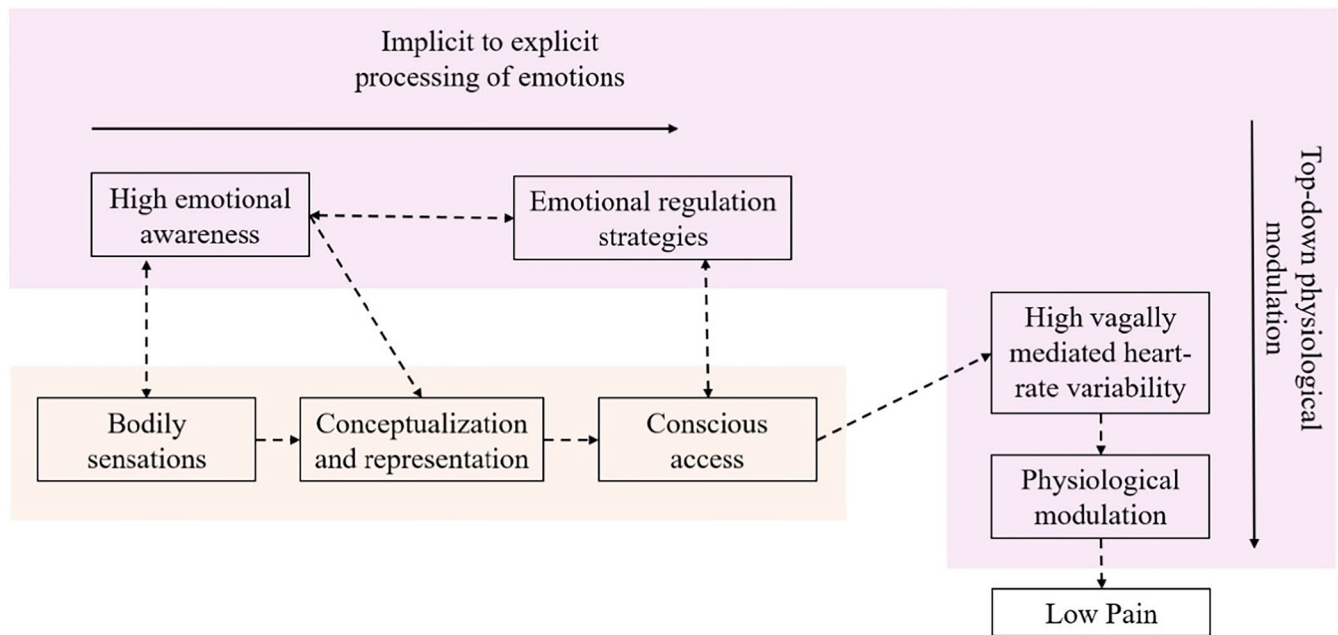 Implicit to explicit
processing of emotions
High emotional
awareness
Emotional regulation
strategies
Top-down physiological
modulation
High vagally
mediated heart-
rate variability
Bodily
sensations
Conceptualization
and representation
Conscious
access
Physiological
modulation
Low Pain